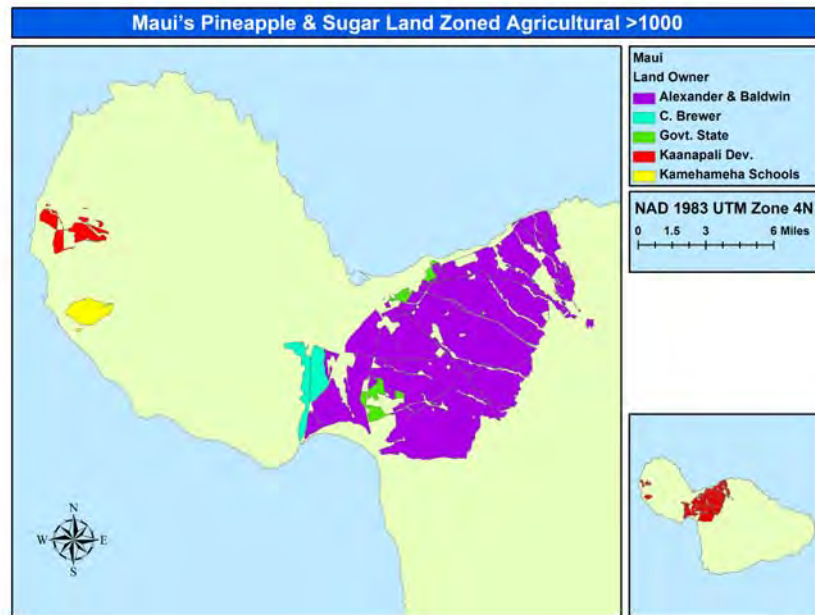 Maui's Pineapple & Sugar Land Zoned Agricultural >1000
Maui
Land Owner
Alexander & Baldwin
C. Brewer
Govt. State
Kaanapali Dev.
Kamehameha Schools
NAD 1983 UTM Zone 4N
0 1.5 3 6 Miles
N
W E
S